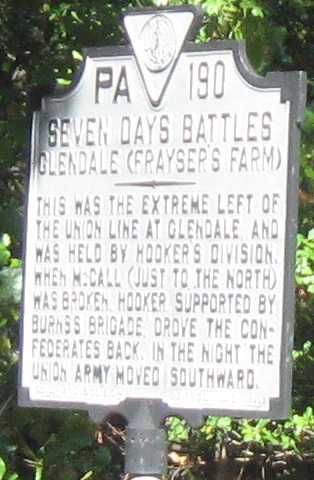 PA 190
SEVEN DAYS BATTLES
GLENDALE (FRAYSER'S FARM)
THIS WAS THE EXTREME LEFT OF
THE UNION LINE AT GLENDALE, AND
WAS HELD BY HOOKER'S DIVISION.
WHEN McCALL (JUST TO THE NORTH)
WAS BROKEN, HOOKER, SUPPORTED BY
BURNS'S BRIGADE, DROVE THE CON-
FEDERATES BACK. IN THE NIGHT THE
UNION ARMY MOVED SOUTHWARD.